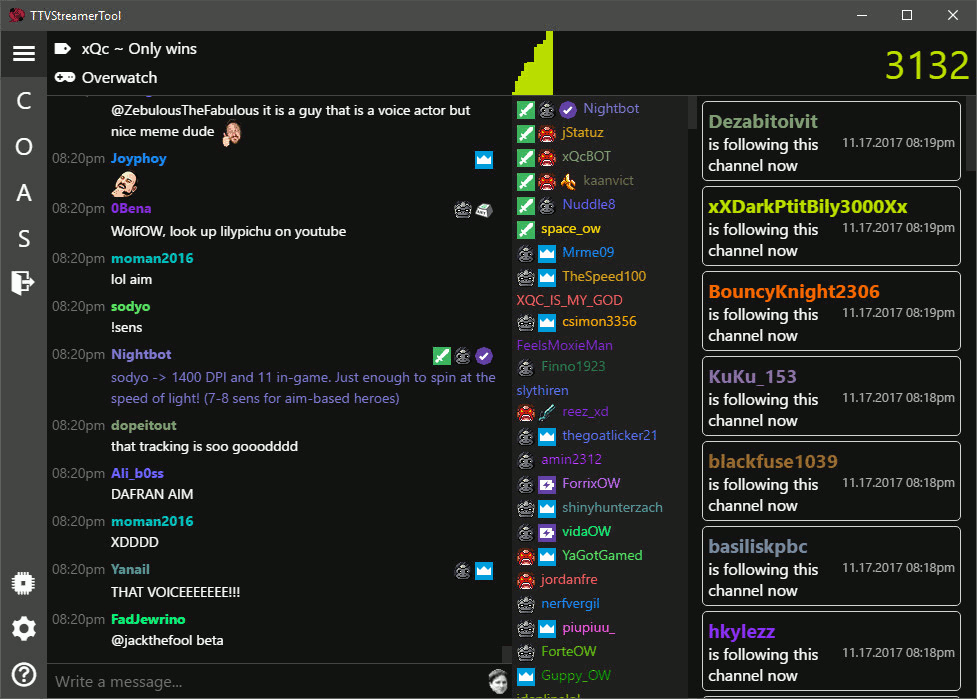 TTVStreamerTool
xQc ~ Only wins
Overwatch
3132
C
O
A
S
@ZebulousTheFabulous it is a guy that is a voice actor but
nice meme dude
08:20pm Joyphoy
08:20pm 0Bena
WolfOW, look up lilypichu on youtube
08:20pm moman2016
lol aim
08:20pm sodyo
!sens
08:20pm Nightbot
sodyo -> 1400 DPI and 11 in-game. Just enough to spin at the
speed of light! (7-8 sens for aim-based heroes)
08:20pm dopeitout
that tracking is soo gooodddd
08:20pm Ali_b0ss
DAFRAN AIM
08:20pm moman2016
XDDDD
08:20pm Yanail
THAT VOICEEEEEEE!!!
08:20pm FadJewrino
@jackthefool beta
Write a message...
Nightbot
jStatuz
xQcBOT
kaanvict
Nuddle8
space_ow
Mrme09
TheSpeed100
XQC_IS_MY_GOD
csimon3356
FeelsMoxieMan
Finno1923
slythiren
reez_xd
thegoatlicker21
amin2312
ForrixOW
shinyhunterzach
vidaOW
YaGotGamed
jordanfre
nerfvergil
piupiuu_
ForteOW
Guppy_OW
Dezabitoivit
is following this 11.17.2017 08:19pm
channel now
xXDarkPtitBily3000Xx
is following this 11.17.2017 08:19pm
channel now
BouncyKnight2306
is following this 11.17.2017 08:19pm
channel now
KuKu_153
is following this 11.17.2017 08:18pm
channel now
blackfuse1039
is following this 11.17.2017 08:18pm
channel now
basiliskpbc
is following this 11.17.2017 08:18pm
channel now
hkylezz
is following this 11.17.2017 08:18pm
channel now